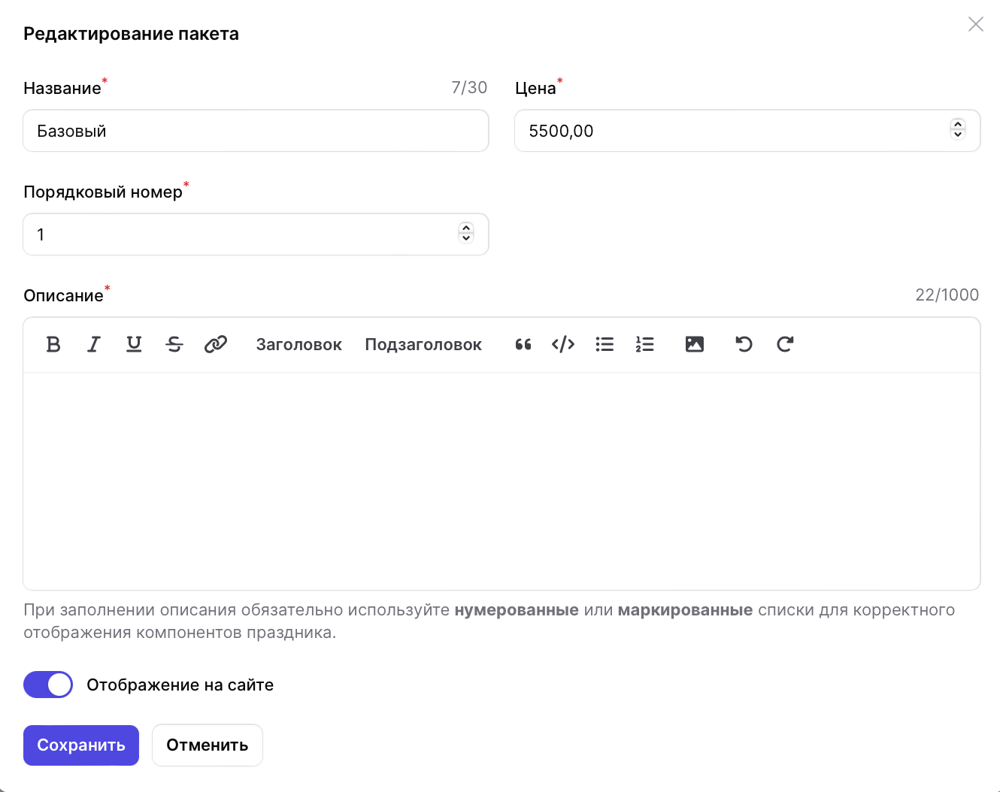 Редактирование пакета
Название* 7/30 Цена*
Базовый 5500,00
Порядковый номер*
1
Описание* 22/1000
B I U S Заголовок Подзаголовок
При заполнении описания обязательно используйте нумерованные или маркированные списки для корректного
отображения компонентов праздника.
Отображение на сайте
Сохранить Отменить